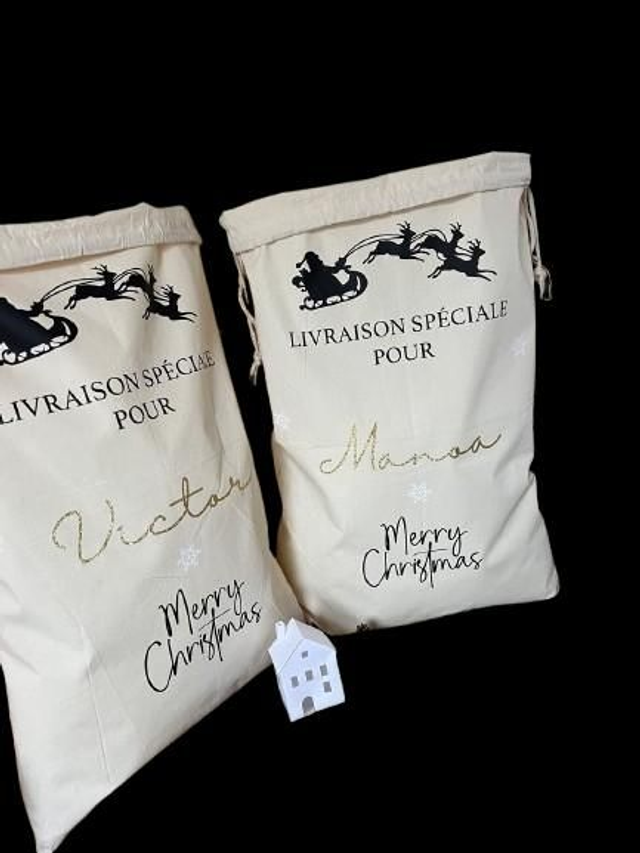 LIVRAISON SPÉCIALE
POUR
Victor
Merry
Christmas
LIVRAISON SPÉCIALE
POUR
Manoa
Merry
Christmas